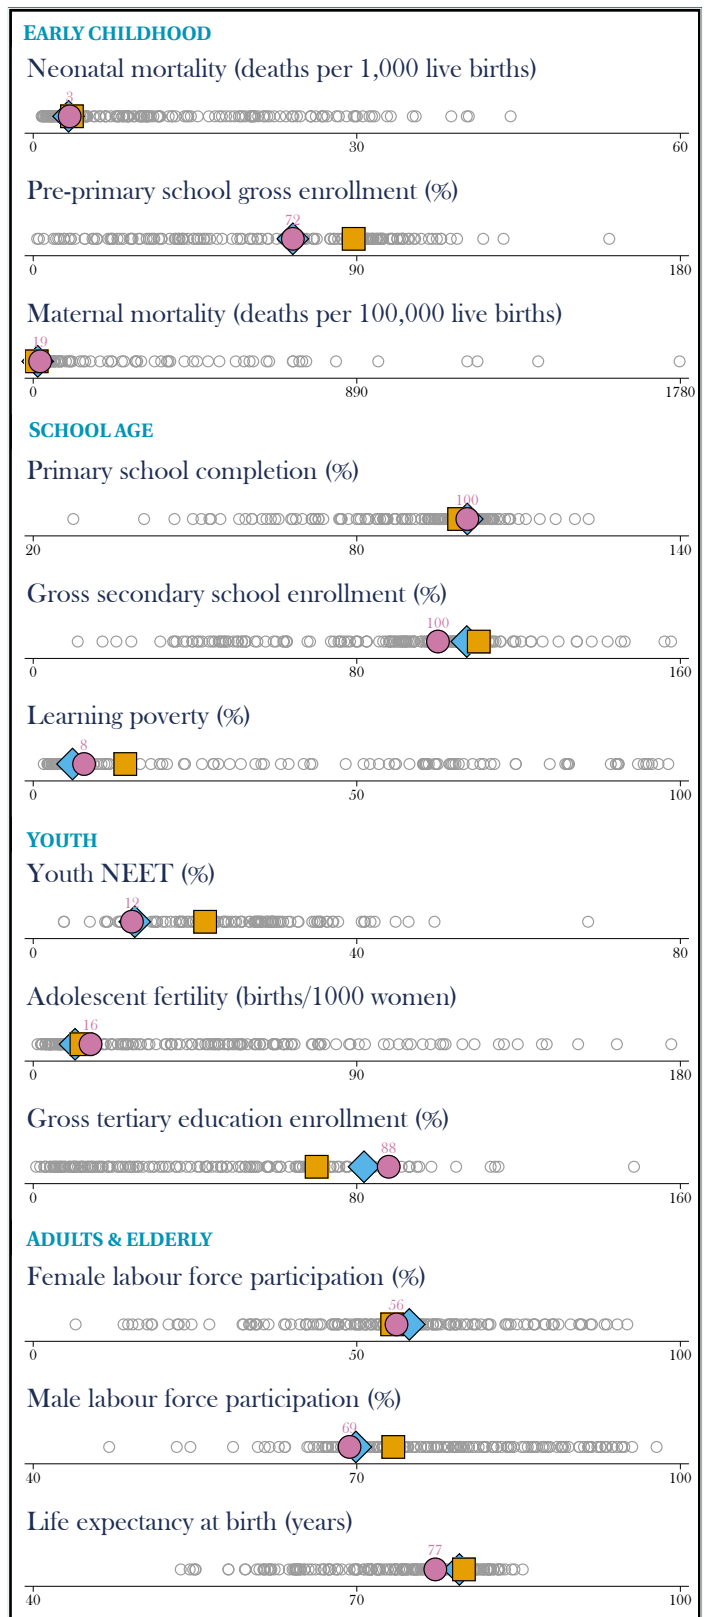 EARLY CHILDHOOD
Neonatal mortality (deaths per 1,000 live births)
3
0 30 60
Pre-primary school gross enrollment (%)
72
0 90 180
Maternal mortality (deaths per 100,000 live births)
19
0 890 1780
SCHOOL AGE
Primary school completion (%)
100
20 80 140
Gross secondary school enrollment (%)
100
0 80 160
Learning poverty (%)
8
0 50 100
YOUTH
Youth NEET (%)
12
0 40 80
Adolescent fertility (births/1000 women)
16
0 90 180
Gross tertiary education enrollment (%)
88
0 80 160
ADULTS & ELDERLY
Female labour force participation (%)
56
0 50 100
Male labour force participation (%)
69
40 70 100
Life expectancy at birth (years)
77
40 70 100